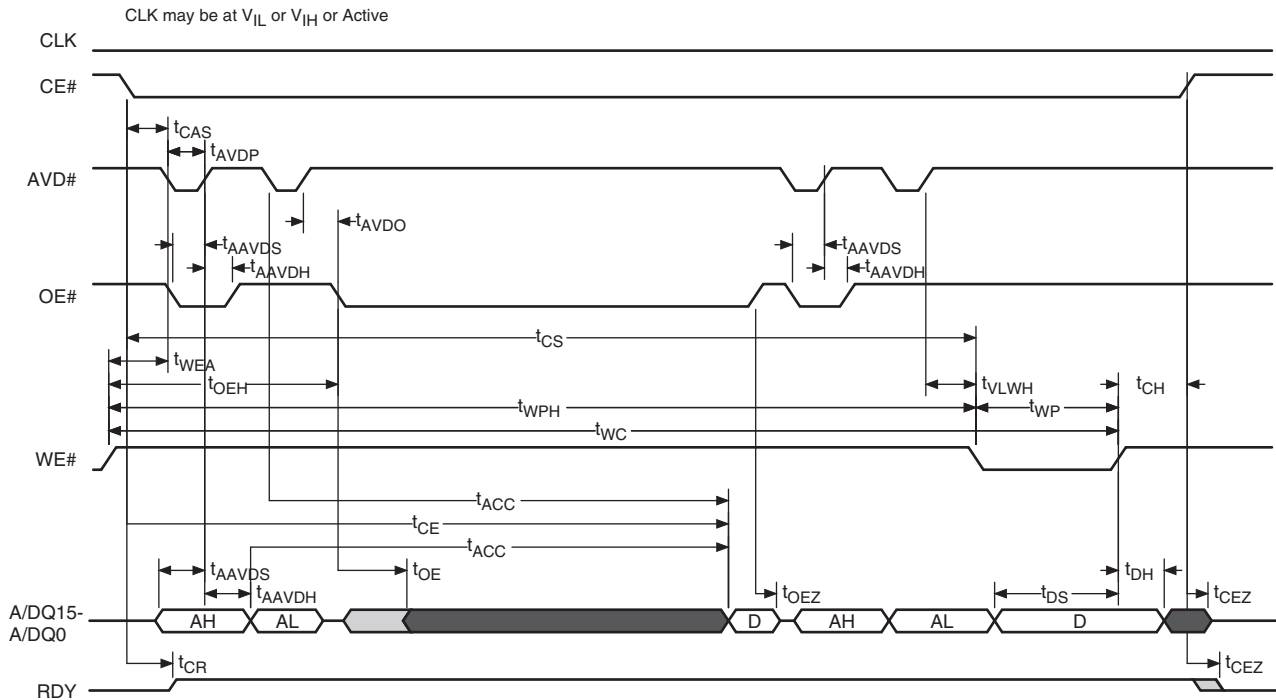 CLK may be at VIL or VIH or Active
CLK
CE#
tCAS
tAVDP
AVD#
tAVDO
tAAVDS
tAAVDS
tAAVDH
tAAVDH
OE#
tCS
tWEA
tOEH
tVLWH
tCH
tWPH
tWP
tWC
WE#
tACC
tCE
tACC
tAAVDS
tOE
tDH
tAAVDH
tOEZ
tDS
tCEZ
A/DQ15-
A/DQ0
AH
AL
D
AH
AL
D
tCR
tCEZ
RDY